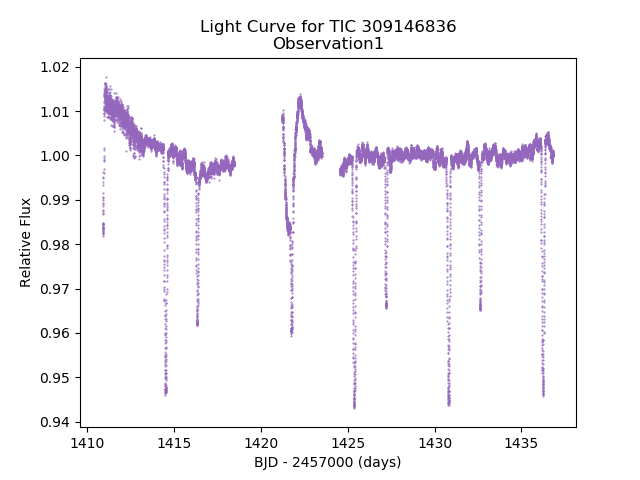 Light Curve for TIC 309146836
Observation1
1.02
1.01
1.00
0.99
0.98
0.97
0.96
0.95
0.94
Relative Flux
1410 1415 1420 1425 1430 1435
BJD - 2457000 (days)